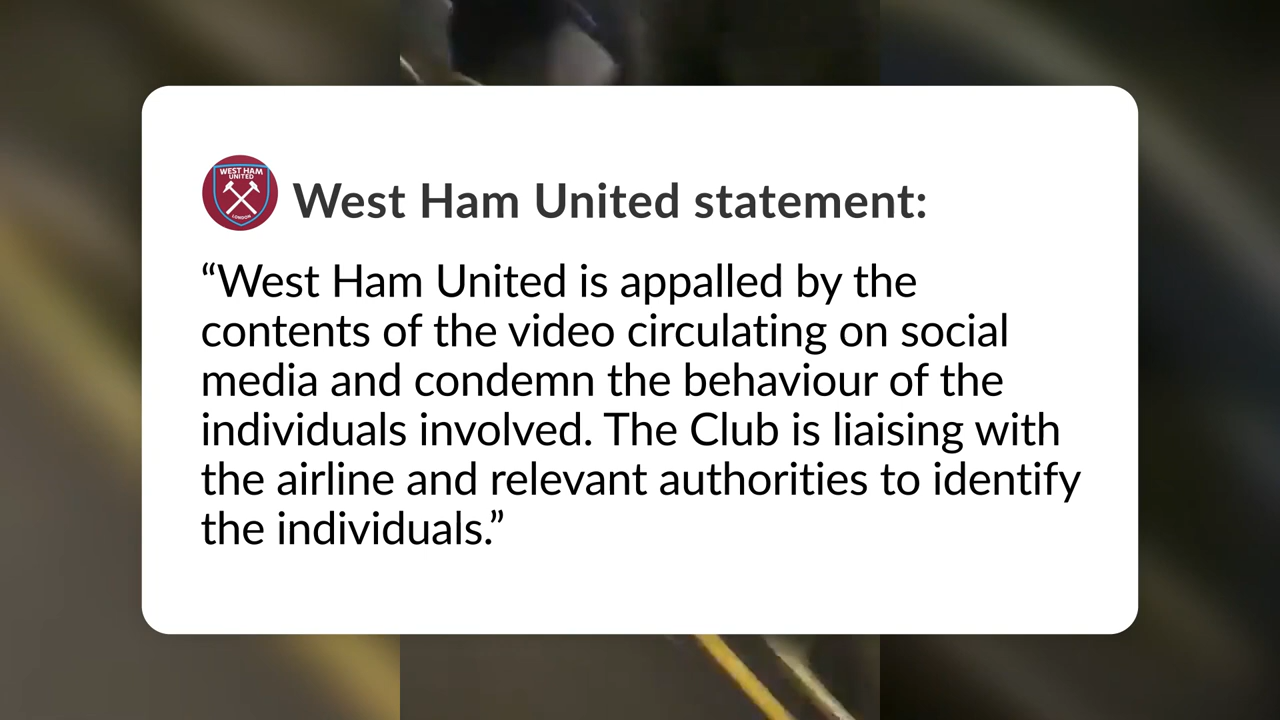 WEST HAM
UNITED
LONDON
West Ham United statement:
“West Ham United is appalled by the
contents of the video circulating on social
media and condemn the behaviour of the
individuals involved. The Club is liaising with
the airline and relevant authorities to identify
the individuals.”